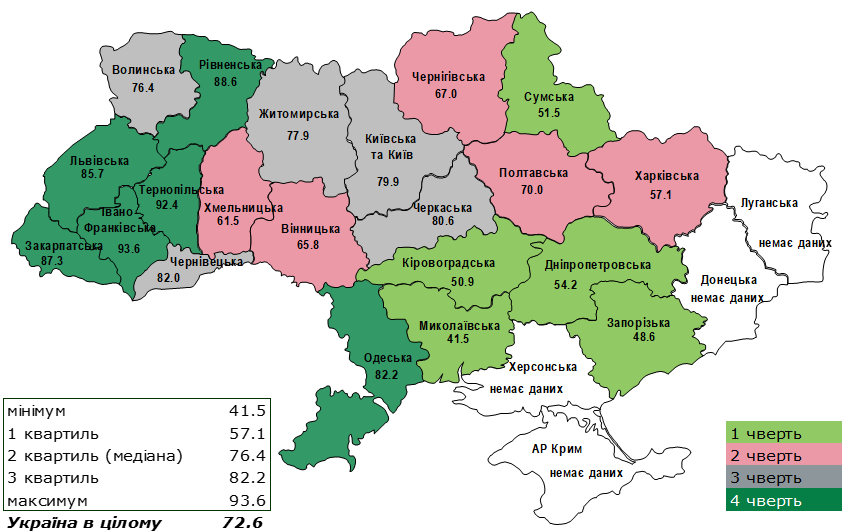 Волинська
76.4
Рівненська
88.6
Житомирська
77.9
Київська
та Київ
79.9
Чернігівська
67.0
Сумська
51.5
Львівська
85.7
Тернопільська
92.4
Хмельницька
61.5
Вінницька
65.8
Черкаська
80.6
Полтавська
70.0
Харківська
57.1
Луганська
немає даних
Івано
Франківська
93.6
Закарпатська
87.3
Чернівецька
82.0
Кіровоградська
50.9
Дніпропетровська
54.2
Донецька
немає даних
Одеська
82.2
Миколаївська
41.5
Запорізька
48.6
Херсонська
немає даних
АР Крим
немає даних
мінімум 41.5
1 квартиль 57.1
2 квартиль (медіана) 76.4
3 квартиль 82.2
максимум 93.6
Україна в цілому 72.6
1 чверть
2 чверть
3 чверть
4 чверть